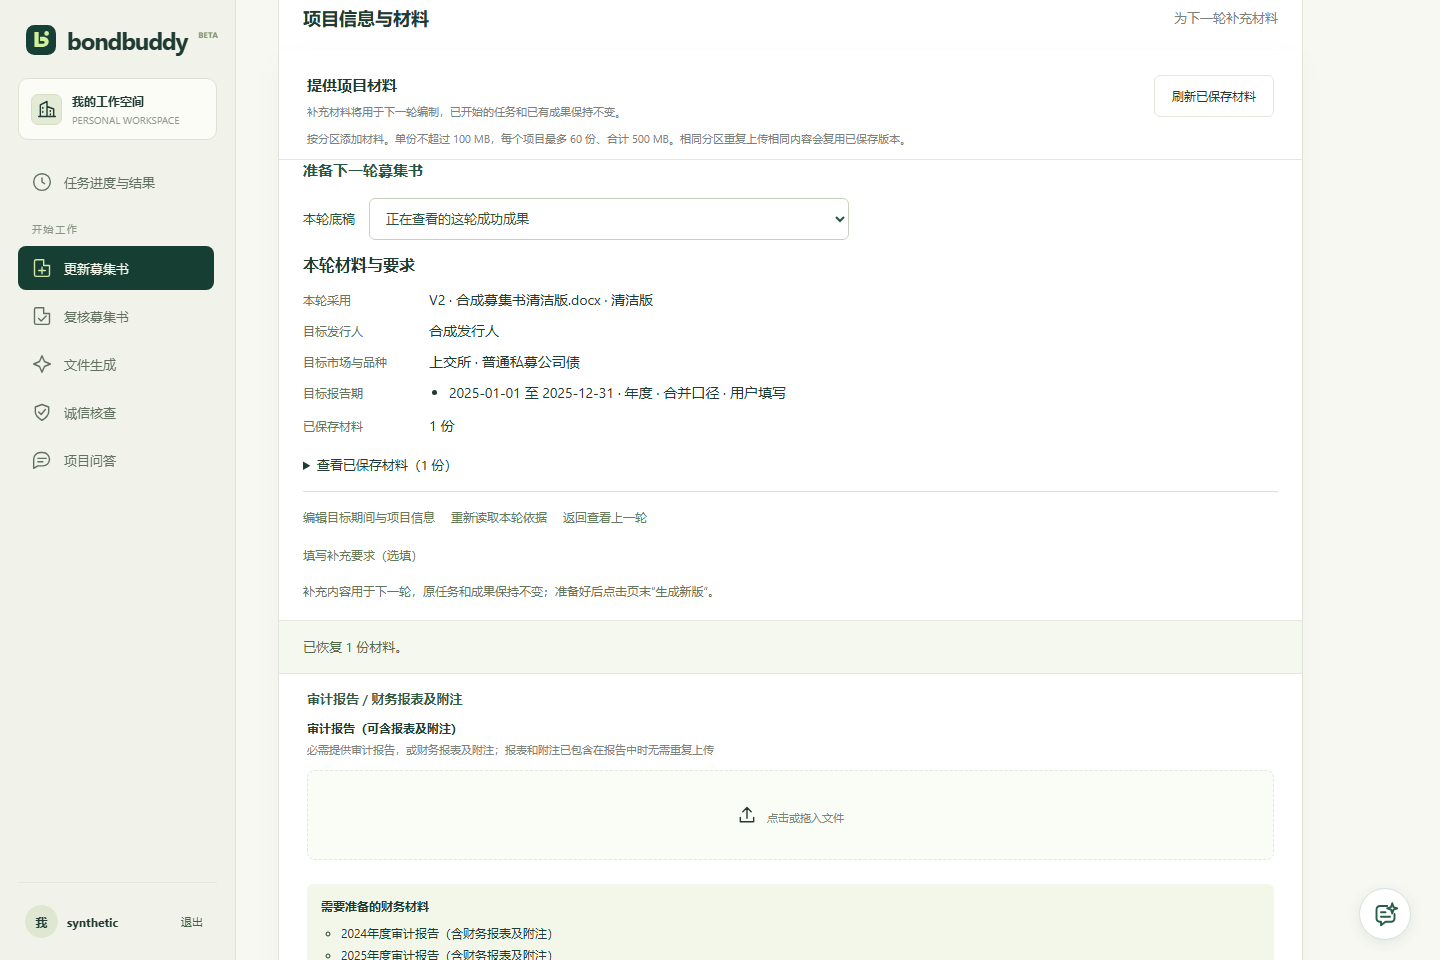 bondbuddy BETA
我的工作空间
PERSONAL WORKSPACE
任务进度与结果
开始工作
更新募集书
复核募集书
文件生成
诚信核查
项目问答
我 synthetic 退出
项目信息与材料 为下一轮补充材料
提供项目材料
补充材料将用于下一轮编制，已开始的任务和已有成果保持不变。
刷新已保存材料
按分区添加材料。单份不超过 100 MB，每个项目最多 60 份、合计 500 MB。相同分区重复上传相同内容会复用已保存版本。
准备下一轮募集书
本轮底稿 正在查看的这轮成功成果
本轮材料与要求
本轮采用 V2 · 合成募集书清洁版.docx · 清洁版
目标发行人 合成发行人
目标市场与品种 上交所 · 普通私募公司债
目标报告期 • 2025-01-01 至 2025-12-31 · 年度 · 合并口径 · 用户填写
已保存材料 1 份
▶ 查看已保存材料（1 份）
编辑目标期间与项目信息 重新读取本轮依据 返回查看上一轮
填写补充要求（选填）
补充内容用于下一轮，原任务和成果保持不变；准备好后点击页末“生成新版”。
已恢复 1 份材料。
审计报告 / 财务报表及附注
审计报告（可含报表及附注）
必需提供审计报告，或财务报表及附注；报表和附注已包含在报告中时无需重复上传
点击或拖入文件
需要准备的财务材料
2024年度审计报告（含财务报表及附注）
2025年度审计报告（含财务报表及附注）